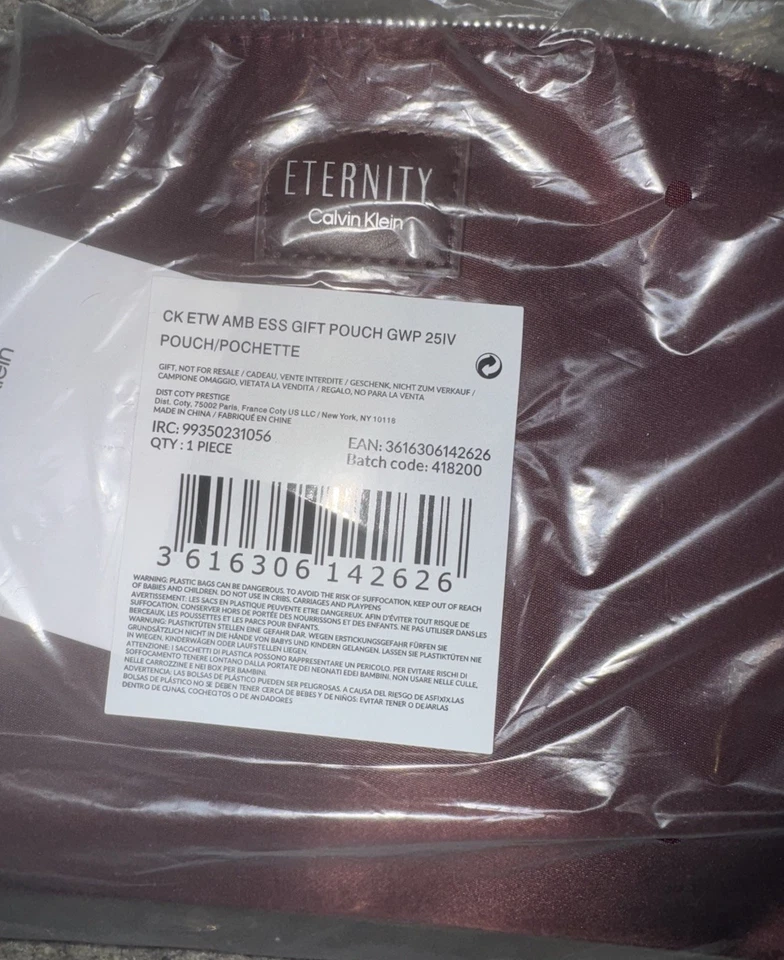 ETERNITY
Calvin Klein
CK ETW AMB ESS GIFT POUCH GWP 25IV
POUCH/POCHETTE
GIFT, NOT FOR RESALE / CADEAU, VENTE INTERDITE / GESCHENK, NICHT ZUM VERKAUF /
CAMPIONE OMAGGIO, VIETATA LA VENDITA / REGALO, NO PARA LA VENTA
DIST COTY PRESTIGE
Dist. Coty, 75002 Paris, France Coty US LLC / New York, NY 10118
MADE IN CHINA / FABRIQUÉ EN CHINE
IRC: 99350231056
EAN: 3616306142626
QTY : 1 PIECE
Batch code: 418200
3 616306 142626
WARNING: PLASTIC BAGS CAN BE DANGEROUS. TO AVOID THE RISK OF SUFFOCATION, KEEP OUT OF REACH
OF BABIES AND CHILDREN. DO NOT USE IN CRIBS, CARRIAGES AND PLAYPENS
AVERTISSEMENT: LES SACS EN PLASTIQUE PEUVENTE ETRE DANGEREUX. AFIN D'ÉVITER TOUT RISQUE DE
SUFFOCATION, CONSERVER HORS DE PORTÉE DES NOURRISSONS ET DES ENFANTS. NE PAS UTILISER DANS LES
BERCEAUX, LES POUSSETTES ET LES PARCS POUR ENFANTS.
WARNUNG: PLASTIKTÜTEN STELLEN EINE GEFAHR DAR. WEGEN ERSTICKUNGSGEFAHR FÜRFEN SIE
GRUNDSÄTZLICH NICHT IN DIE HÄNDE VON BABYS UND KINDERN GELANGEN. LASSEN SIE PLASTIKTÜTEN NIE
IN WIEGEN, KINDERWÄGEN ODER LAUFSTÄLLEN LIEGEN.
ATTENZIONE: I SACCHETTI DI PLASTICA POSSONO RAPPRESENTARE UN PERICOLO. PER EVITARE RISCHI DI
SOFFOCAMENTO TENERE LONTANO DALLA PORTATE DEI NEONATI EDEI BAMBINI. NON USARE NELLE CULLE,
NELLE CARROZZINE E NEI BOX PER BAMBINI.
ADVERTENCIA: LAS BOLSAS DE PLÁSTICO PUEDEN SER PELIGROSAS. A CAUSA DEL RIESGO DE ASFIXIX.LAS
BOLSAS DE PLÁSTICO NO SE DEBEN TENER CERCA DE BEBES Y DE NIÑOS: EVITAR TENER O DEJARLAS
DENTRO DE CUNAS, COCHECITOS O DE ANDADORES